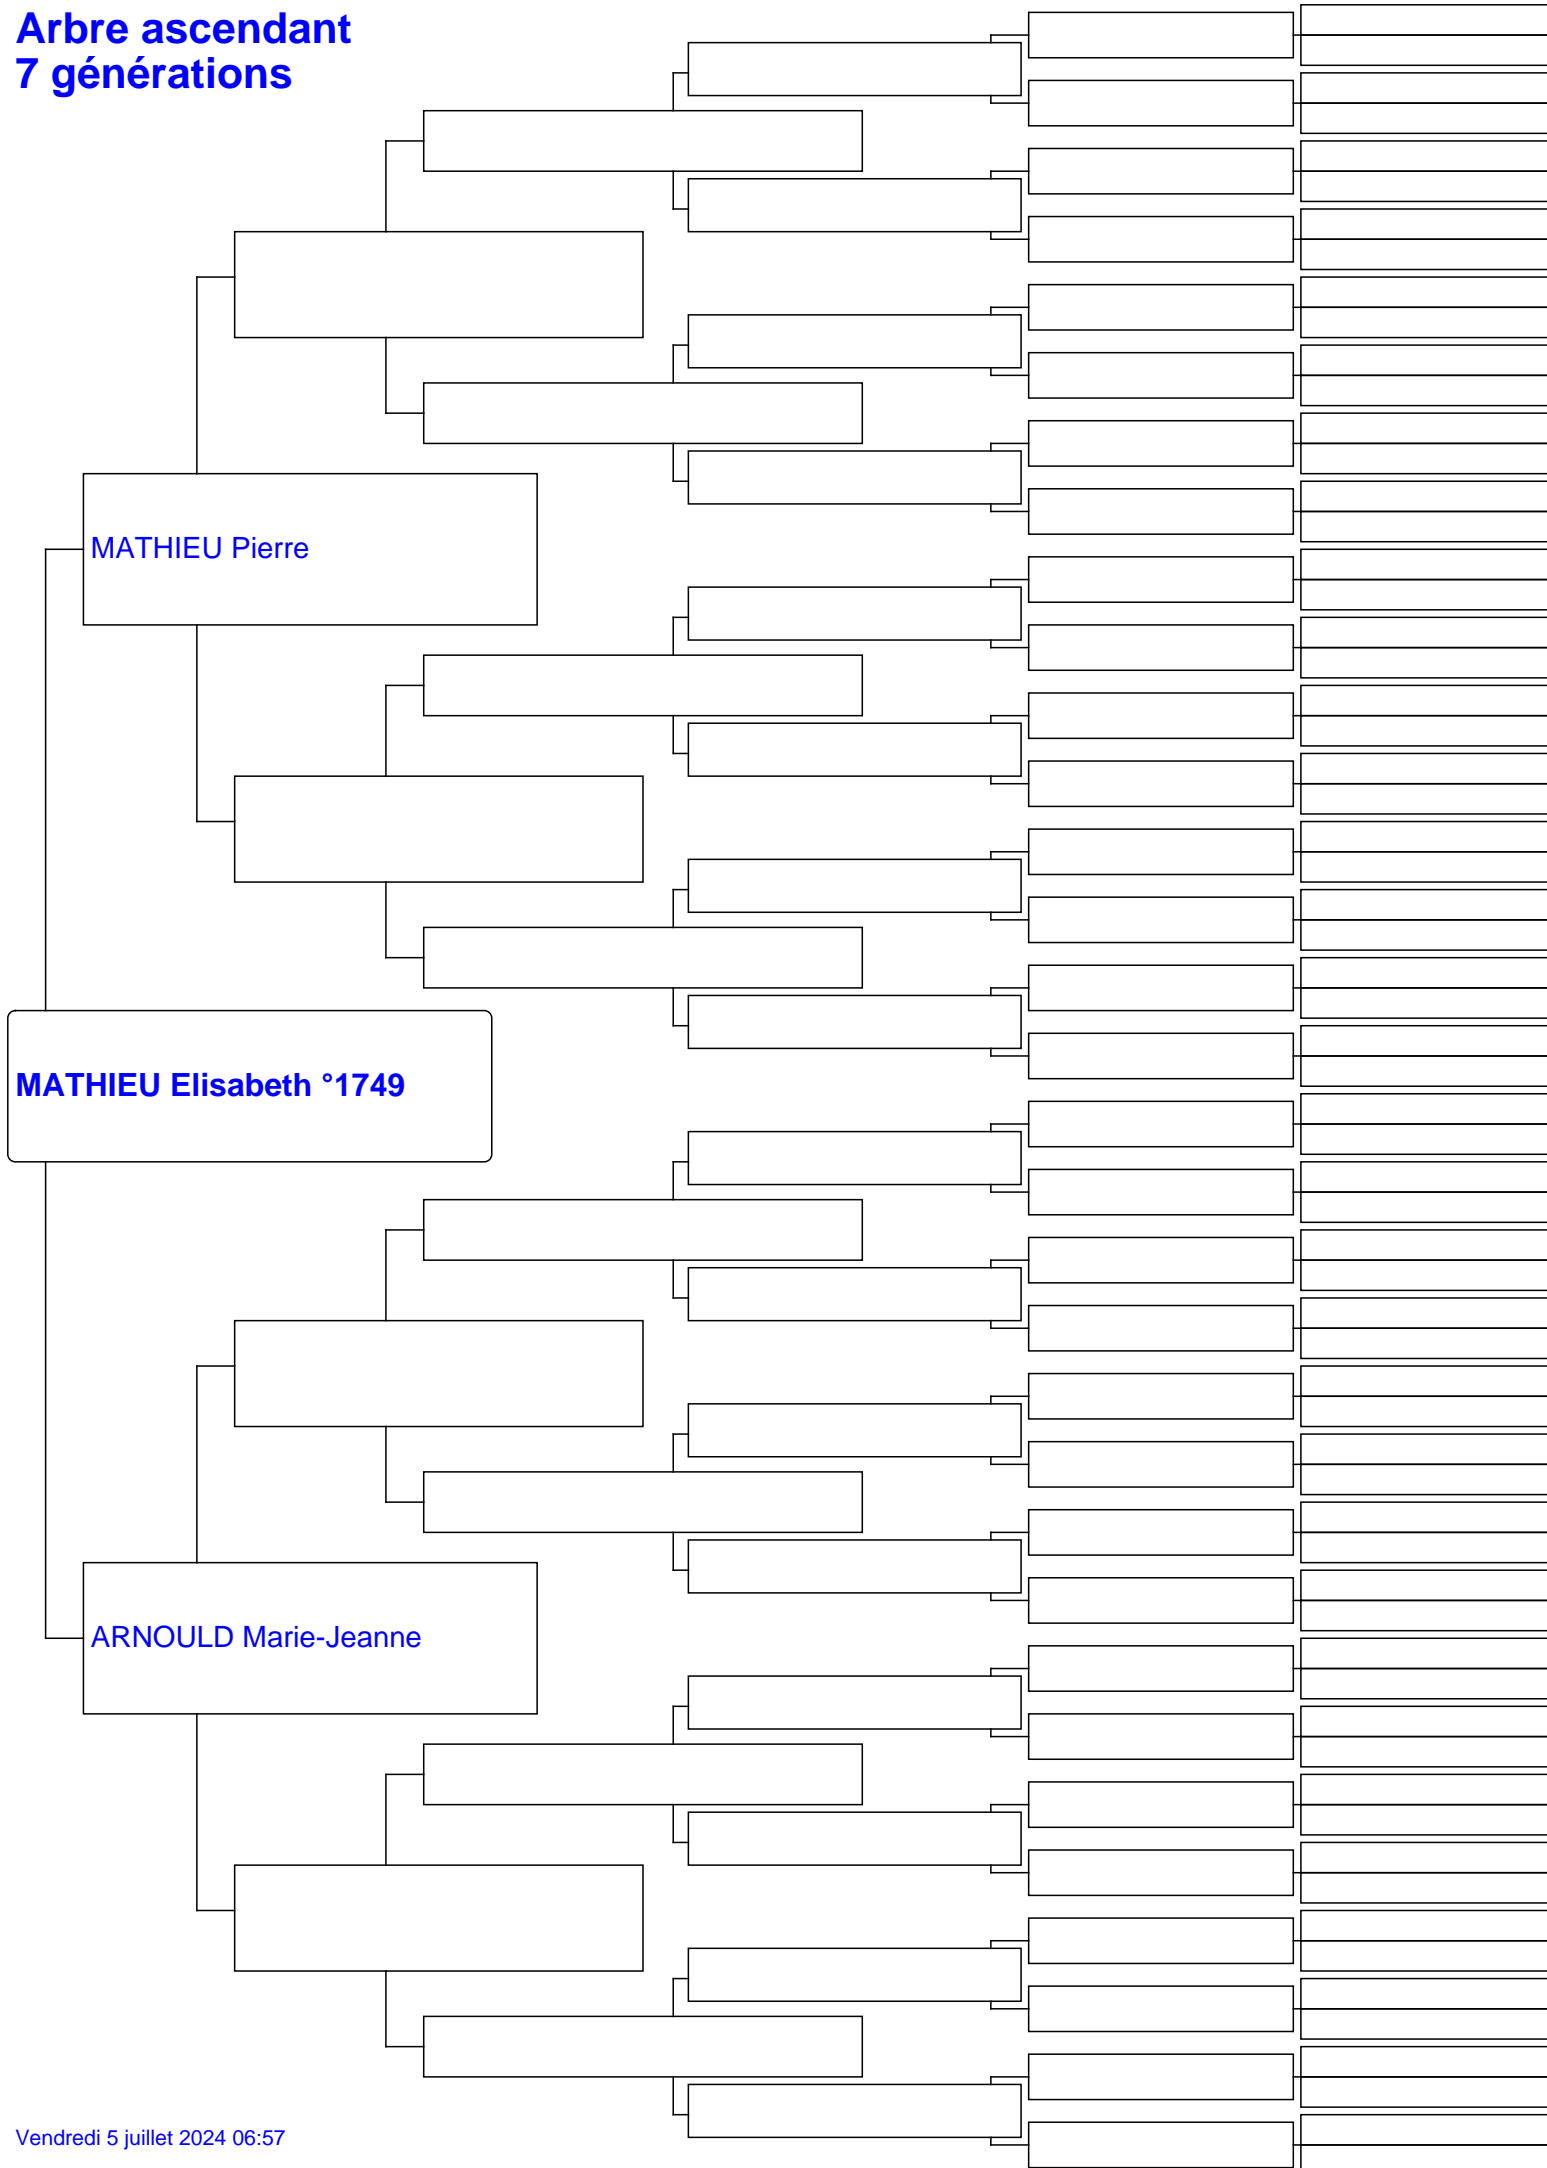 Arbre ascendant
7 générations
MATHIEU Pierre
MATHIEU Elisabeth °1749
ARNOULD Marie-Jeanne
Vendredi 5 juillet 2024 06:57